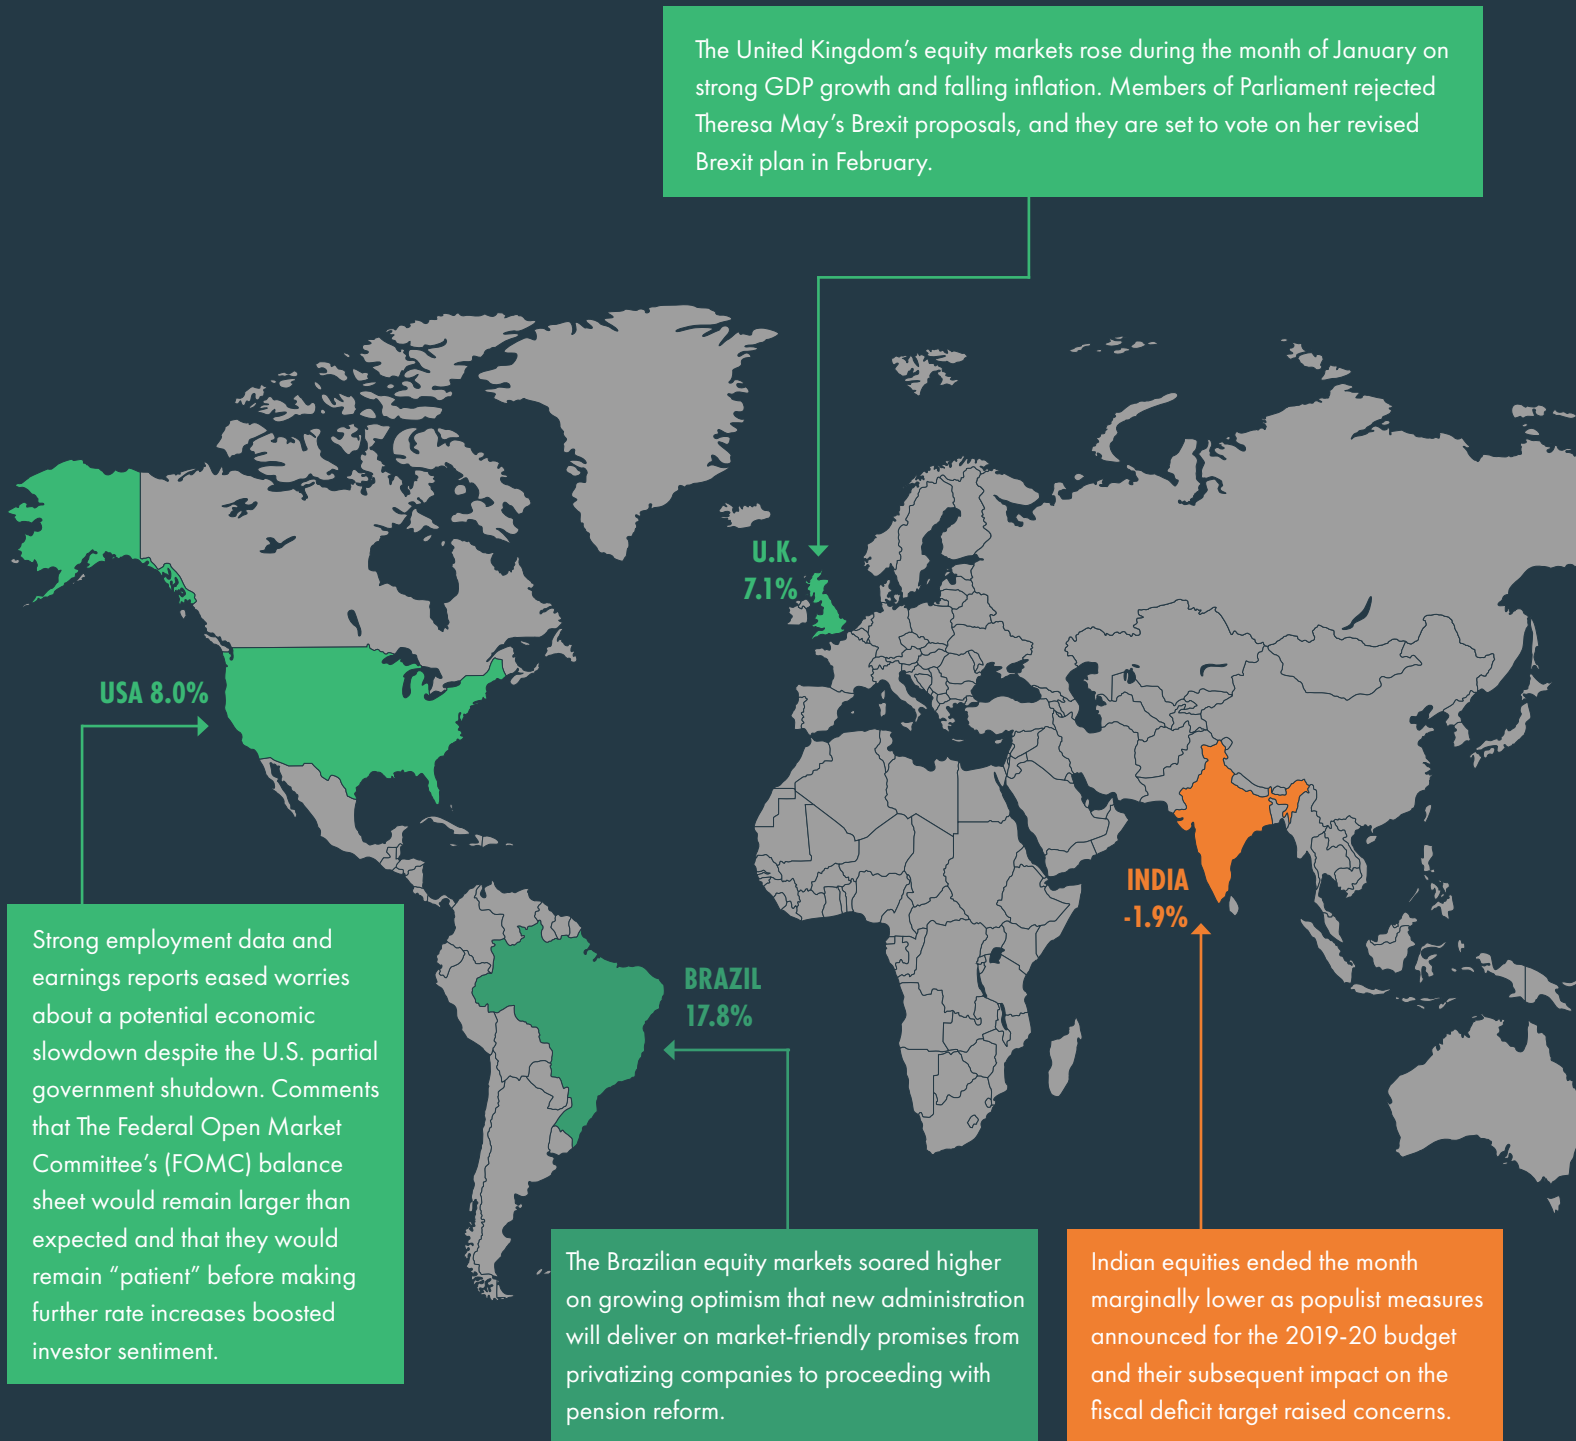 The United Kingdom’s equity markets rose during the month of January on
strong GDP growth and falling inflation. Members of Parliament rejected
Theresa May’s Brexit proposals, and they are set to vote on her revised
Brexit plan in February.
U.K.
7.1%
USA 8.0%
INDIA
-1.9%
BRAZIL
17.8%
Strong employment data and
earnings reports eased worries
about a potential economic
slowdown despite the U.S. partial
government shutdown. Comments
that The Federal Open Market
Committee’s (FOMC) balance
sheet would remain larger than
expected and that they would
remain “patient” before making
further rate increases boosted
investor sentiment.
The Brazilian equity markets soared higher
on growing optimism that new administration
will deliver on market-friendly promises from
privatizing companies to proceeding with
pension reform.
Indian equities ended the month
marginally lower as populist measures
announced for the 2019-20 budget
and their subsequent impact on the
fiscal deficit target raised concerns.